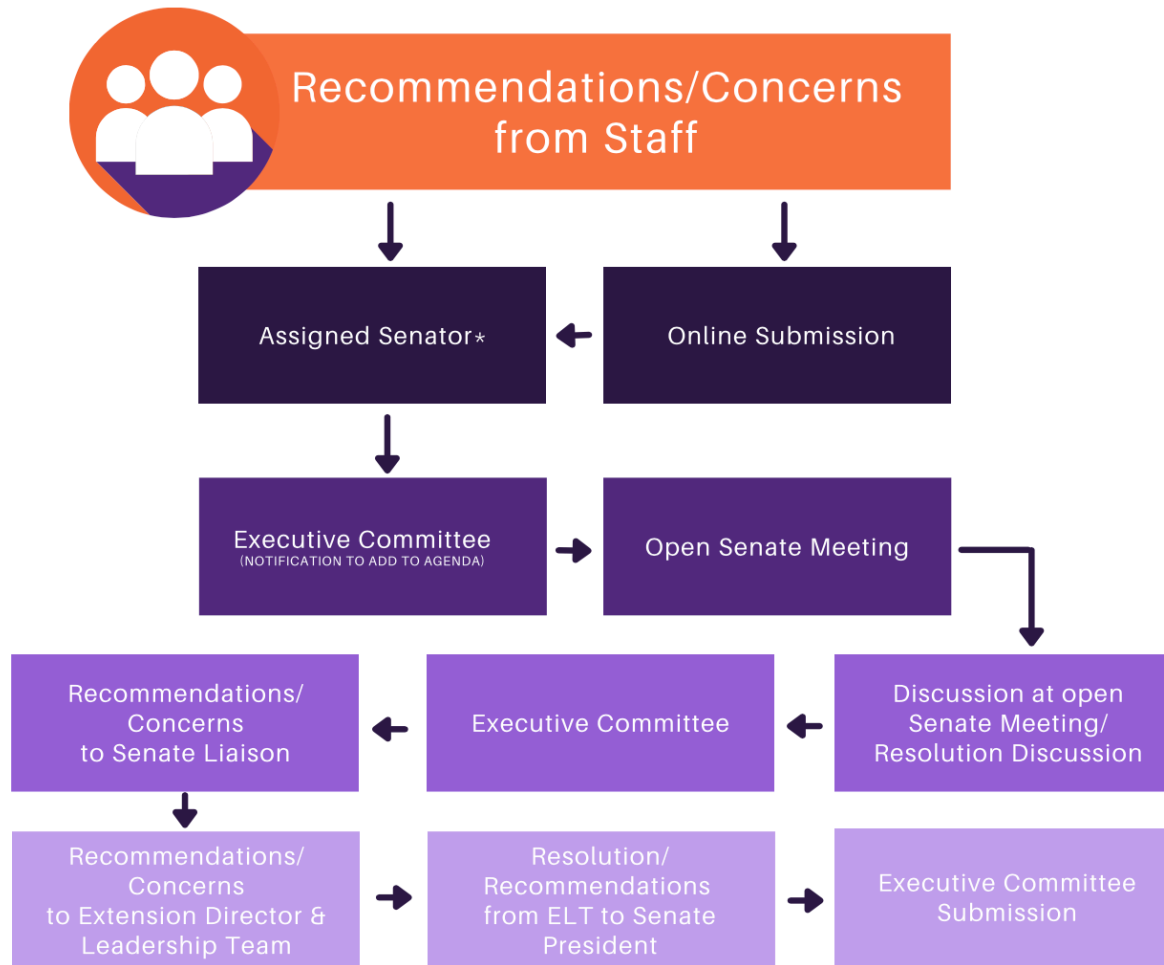 Recommendations/Concerns
from Staff
Assigned Senator*
Online Submission
Executive Committee
(NOTIFICATION TO ADD TO AGENDA)
Open Senate Meeting
Recommendations/
Concerns
to Senate Liaison
Executive Committee
Discussion at open
Senate Meeting/
Resolution Discussion
Recommendations/
Concerns
to Extension Director &
Leadership Team
Resolution/
Recommendations
from ELT to Senate
President
Executive Committee
Submission